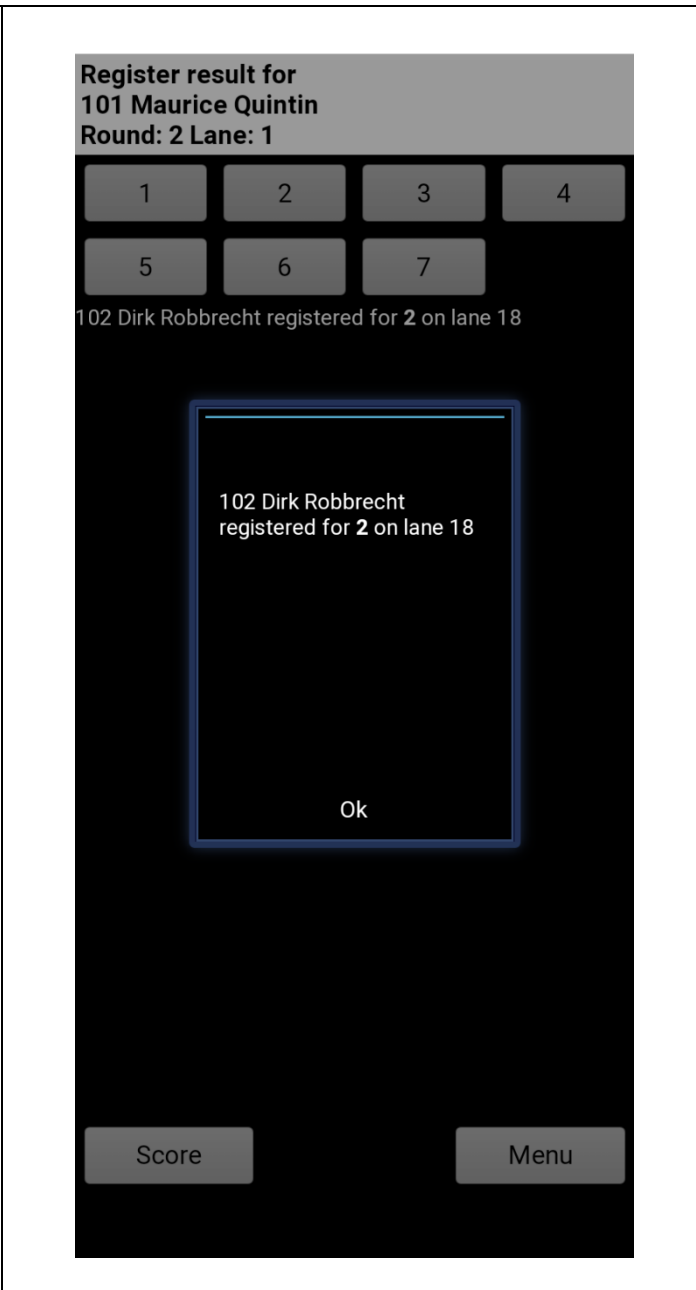 Register result for
101 Maurice Quintin
Round: 2 Lane: 1
1 2 3 4
5 6 7
102 Dirk Robbrecht registered for 2 on lane 18
102 Dirk Robbrecht
registered for 2 on lane 18
Ok
Score Menu